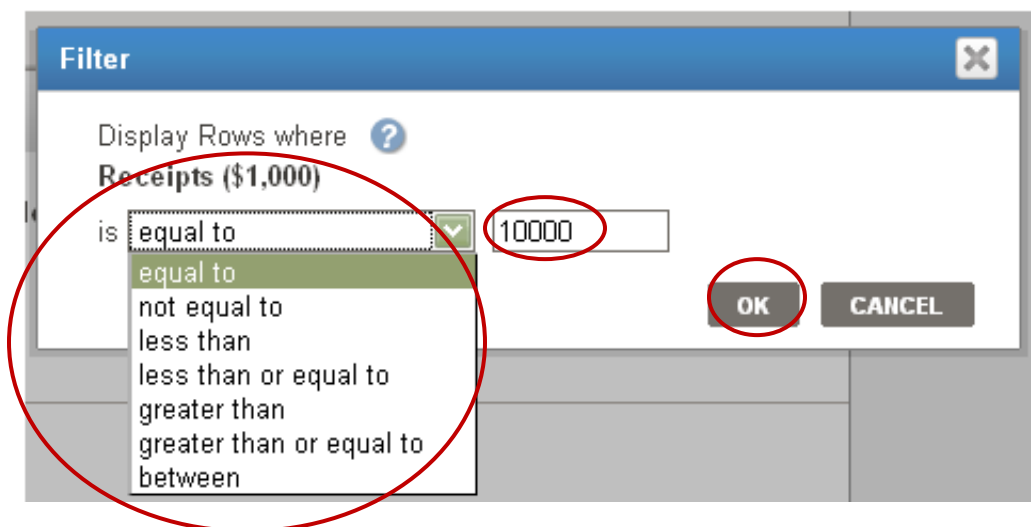 Filter
Display Rows where ?
Receipts ($1,000)
is equal to 10000
equal to
not equal to
less than
less than or equal to
greater than
greater than or equal to
between
OK CANCEL